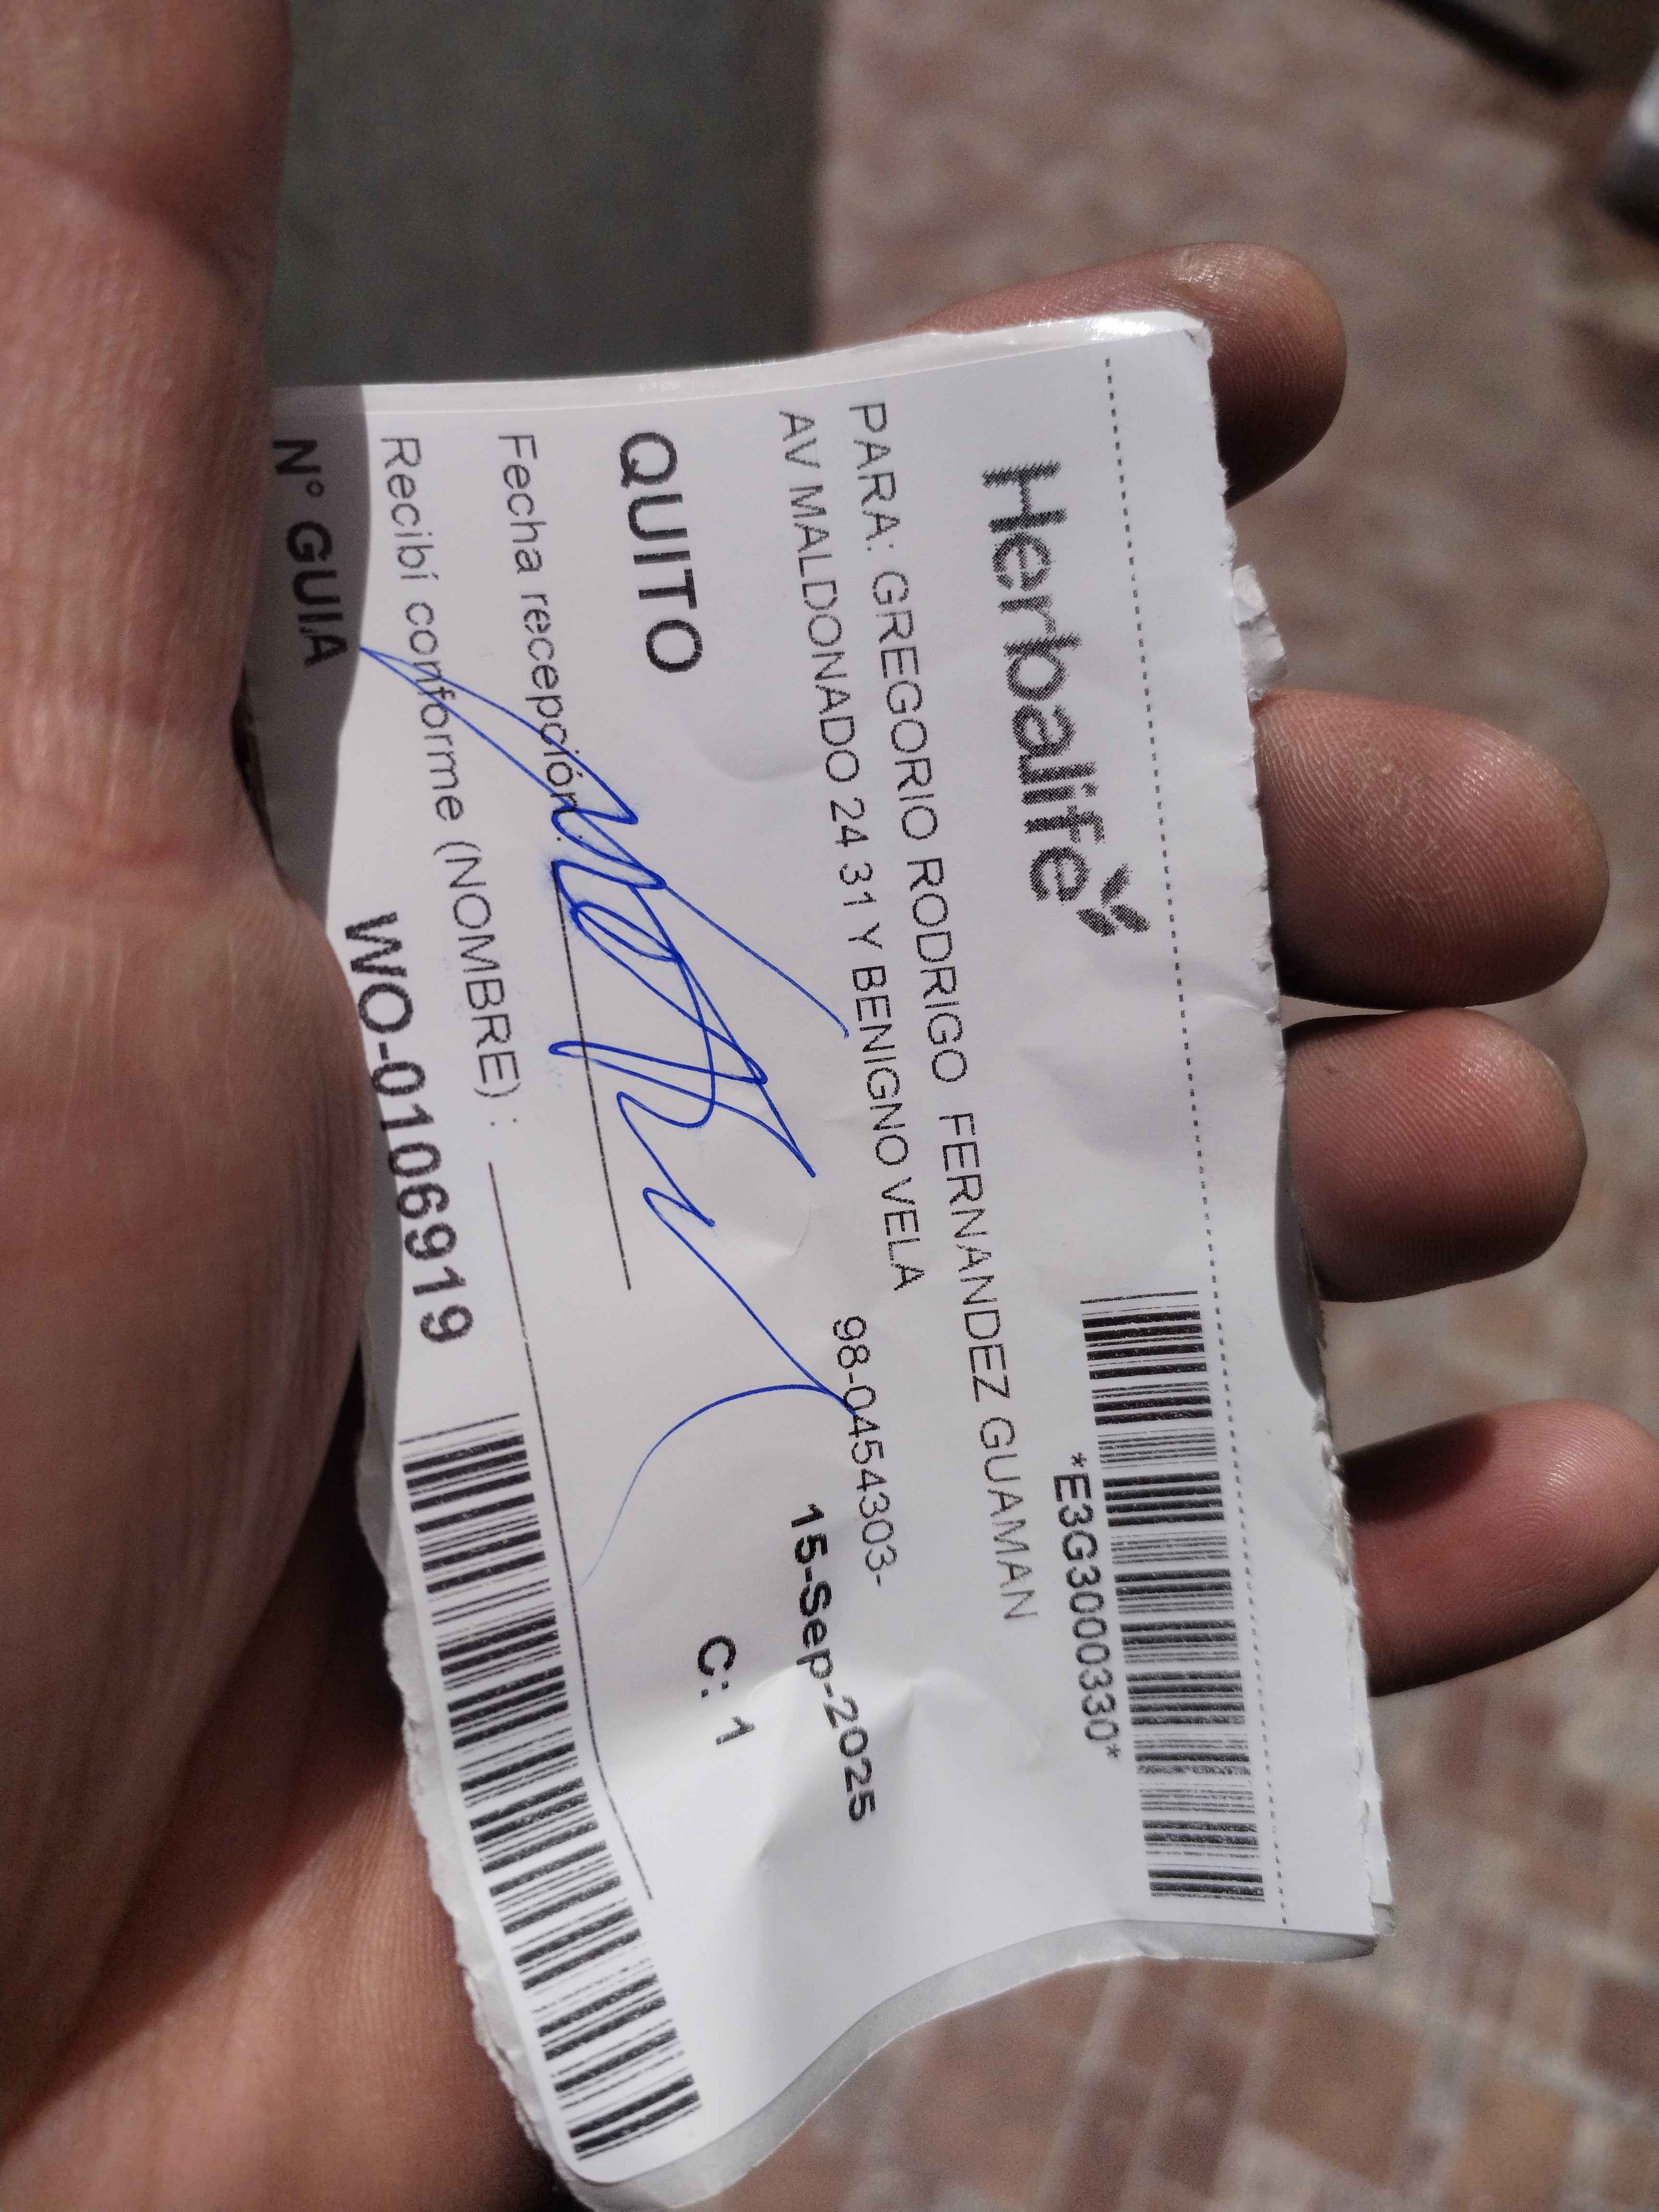 Herbalife
*E3G3000330*
PARA: GREGORIO RODRIGO FERNANDEZ GUAMAN
AV MALDONADO 24 31 Y BENIGNO VELA 98-0454303-
15-Sep-2025
QUITO C: 1
Fecha recepción:
Recibí conforme (NOMBRE) :
N° GUIA WO-0106919